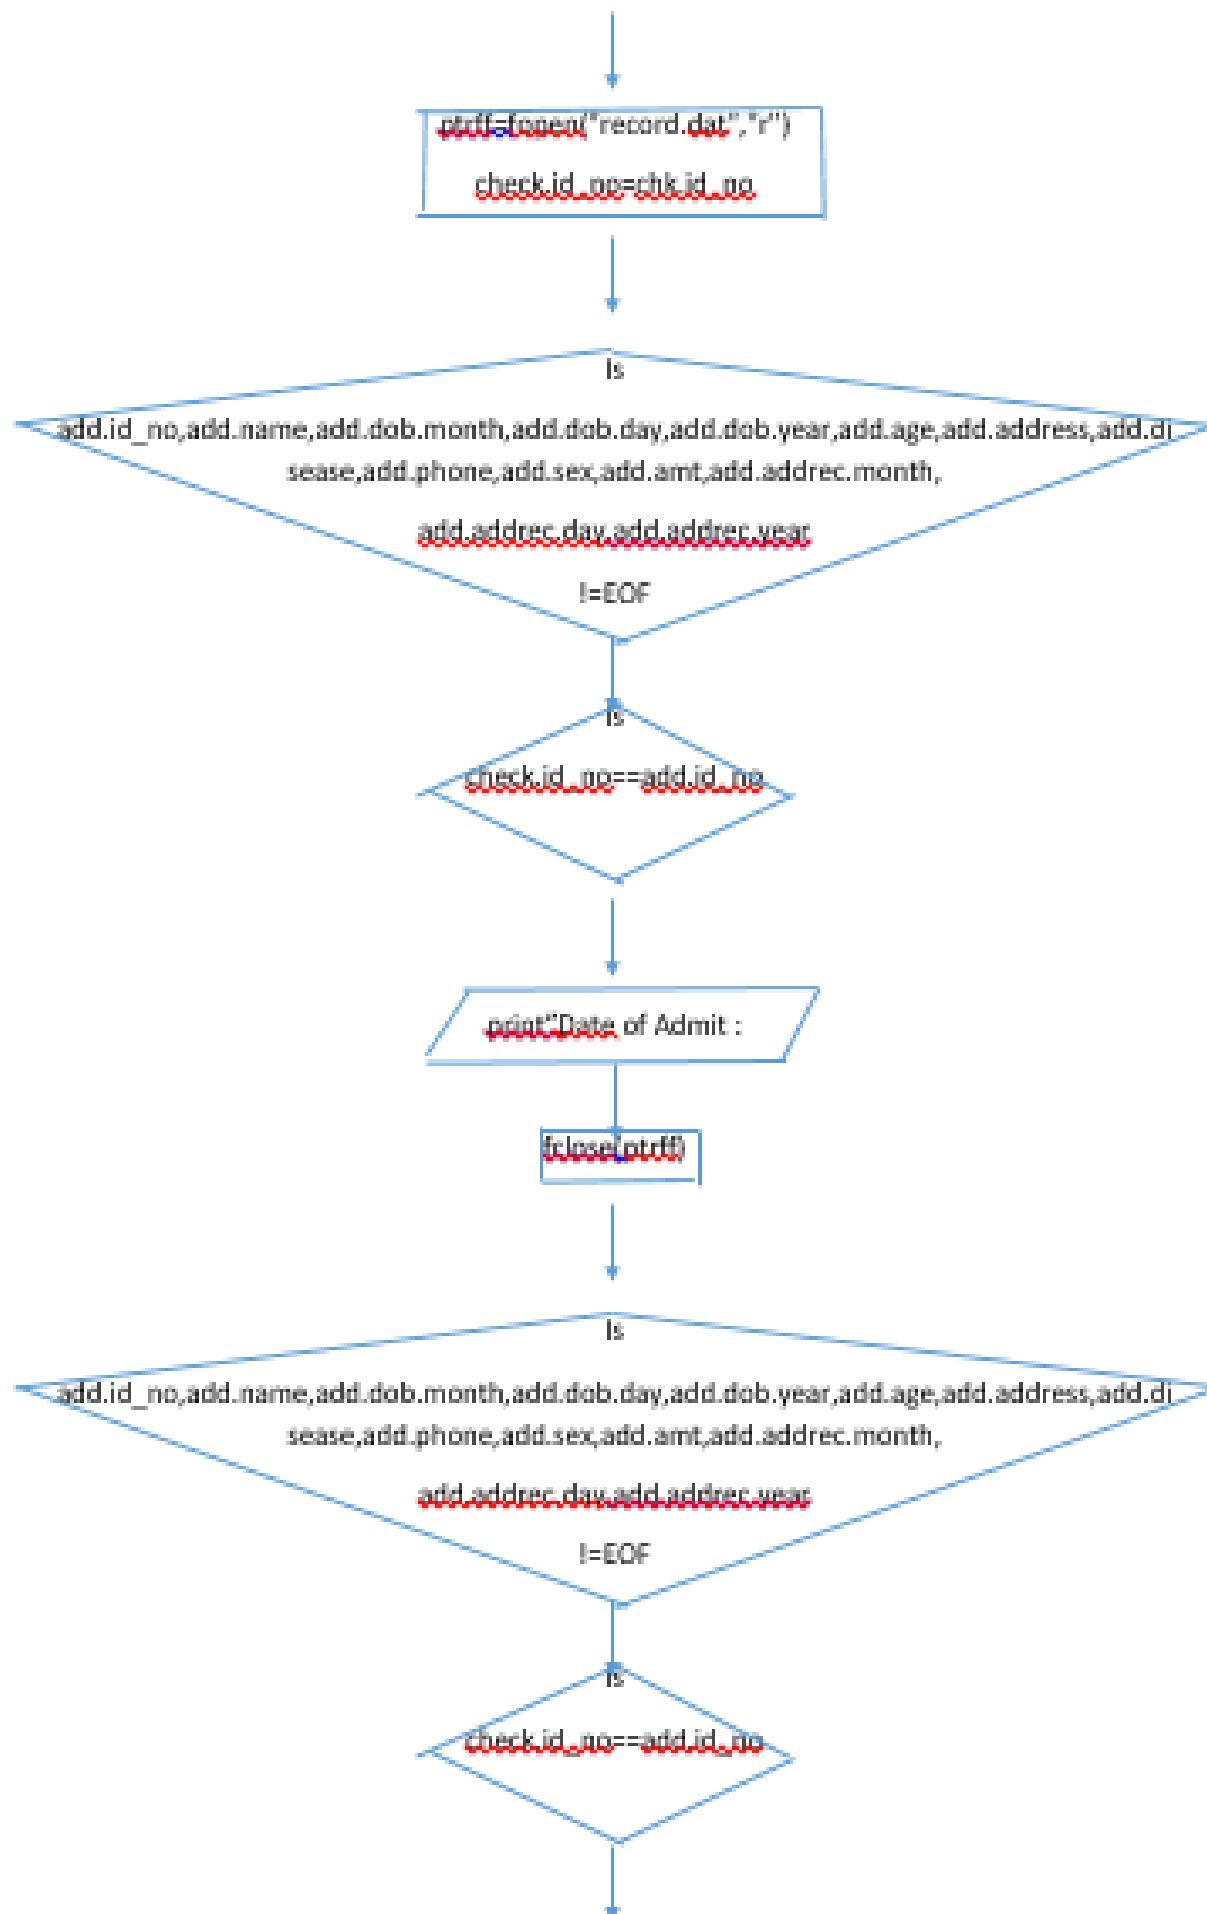 ptrff=fopen("record.dat","r")
check.id_no=chk.id_no
Is
add.id_no,add.name,add.dob.month,add.dob.day,add.dob.year,add.age,add.address,add.di
sease,add.phone,add.sex,add.amt,add.addrec.month,
add.addrec.day,add.addrec.year
!=EOF
Is
check.id_no==add.id_no
print"Date of Admit :
fclose(ptrff)
Is
add.id_no,add.name,add.dob.month,add.dob.day,add.dob.year,add.age,add.address,add.di
sease,add.phone,add.sex,add.amt,add.addrec.month,
add.addrec.day,add.addrec.year
!=EOF
Is
check.id_no==add.id_no